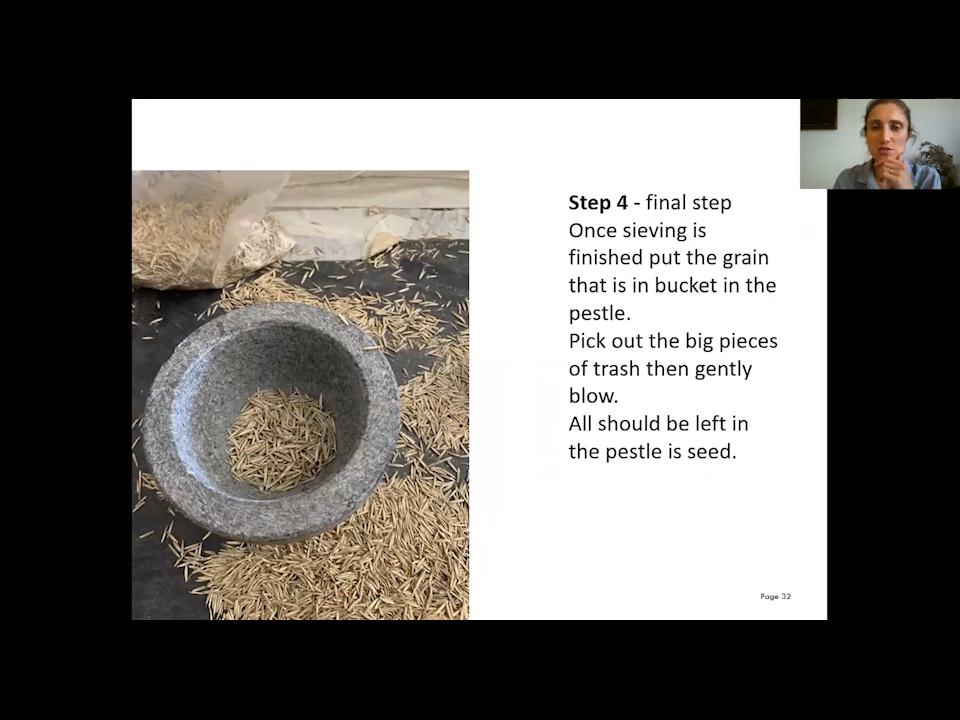 Step 4 - final step
Once sieving is
finished put the grain
that is in bucket in the
pestle.
Pick out the big pieces
of trash then gently
blow.
All should be left in
the pestle is seed.
Page 32